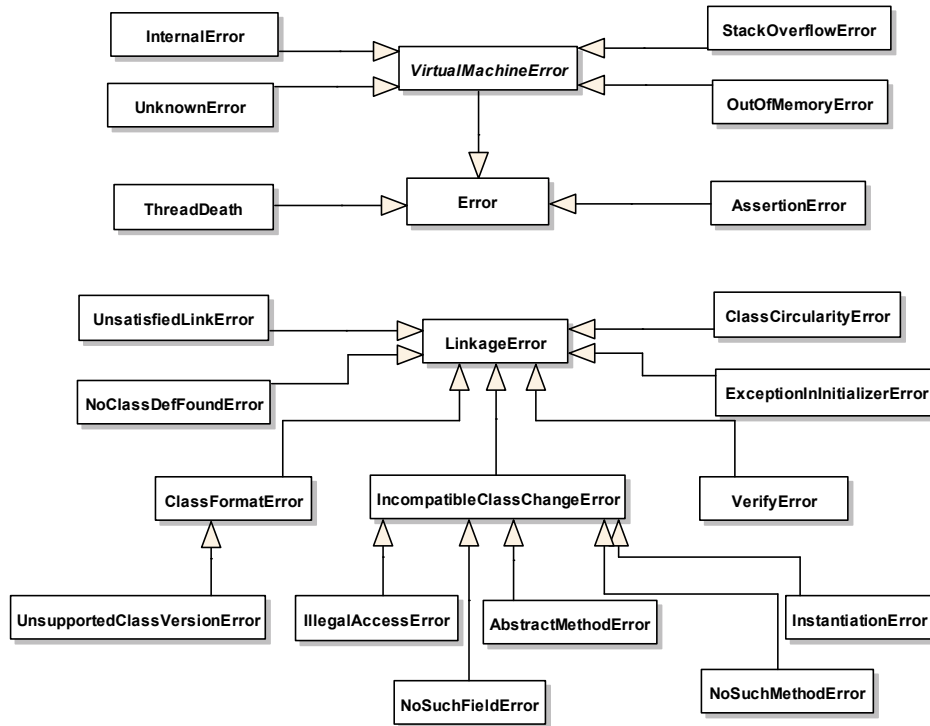 InternalError
StackOverflowError
VirtualMachineError
UnknownError
OutOfMemoryError
ThreadDeath
Error
AssertionError
UnsatisfiedLinkError
ClassCircularityError
LinkageError
NoClassDefFoundError
ExceptionInInitializerError
ClassFormatError
IncompatibleClassChangeError
VerifyError
UnsupportedClassVersionError
IllegalAccessError
AbstractMethodError
InstantiationError
NoSuchFieldError
NoSuchMethodError